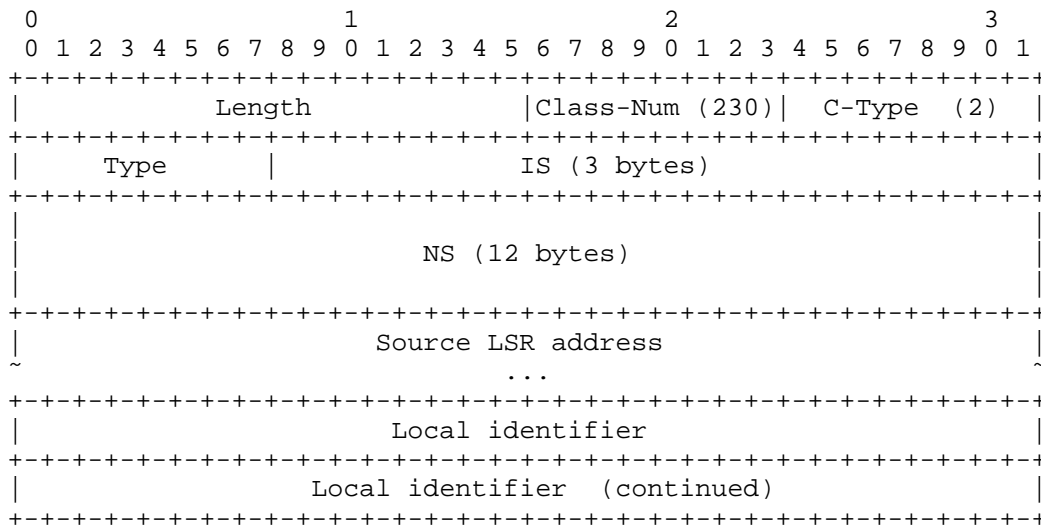 0                   1                   2                   3
 0 1 2 3 4 5 6 7 8 9 0 1 2 3 4 5 6 7 8 9 0 1 2 3 4 5 6 7 8 9 0 1
+-+-+-+-+-+-+-+-+-+-+-+-+-+-+-+-+-+-+-+-+-+-+-+-+-+-+-+-+-+-+-+-+
|            Length             |Class-Num (230)|  C-Type   (2)  |
+-+-+-+-+-+-+-+-+-+-+-+-+-+-+-+-+-+-+-+-+-+-+-+-+-+-+-+-+-+-+-+-+
|     Type      |               IS (3 bytes)                    |
+-+-+-+-+-+-+-+-+-+-+-+-+-+-+-+-+-+-+-+-+-+-+-+-+-+-+-+-+-+-+-+-+
|                                                               |
|                         NS (12 bytes)                         |
|                                                               |
+-+-+-+-+-+-+-+-+-+-+-+-+-+-+-+-+-+-+-+-+-+-+-+-+-+-+-+-+-+-+-+-+
|                      Source LSR address                       |
~                              ...                              ~
+-+-+-+-+-+-+-+-+-+-+-+-+-+-+-+-+-+-+-+-+-+-+-+-+-+-+-+-+-+-+-+-+
|                       Local identifier                        |
+-+-+-+-+-+-+-+-+-+-+-+-+-+-+-+-+-+-+-+-+-+-+-+-+-+-+-+-+-+-+-+-+
|                  Local identifier  (continued)                |
+-+-+-+-+-+-+-+-+-+-+-+-+-+-+-+-+-+-+-+-+-+-+-+-+-+-+-+-+-+-+-+-+